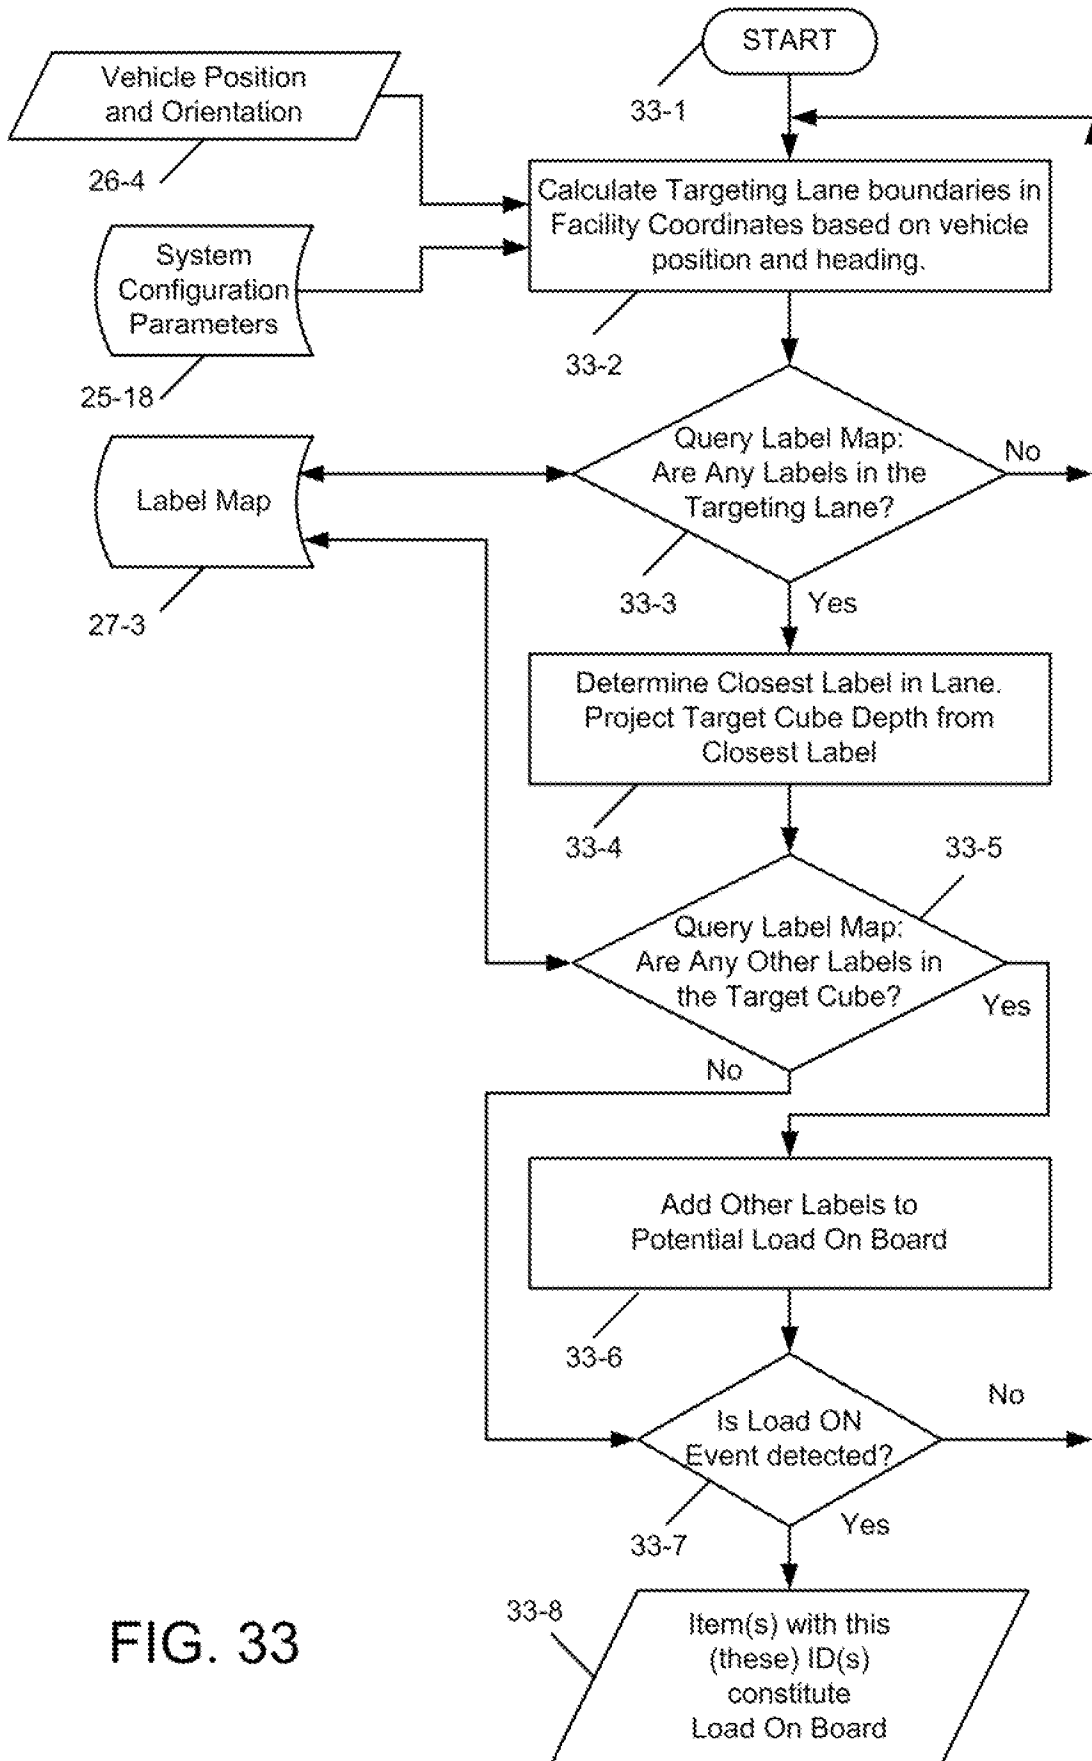 START
33-1
Vehicle Position
and Orientation
26-4
Calculate Targeting Lane boundaries in
Facility Coordinates based on vehicle
position and heading.
33-2
System
Configuration
Parameters
25-18
Query Label Map:
Are Any Labels in the
Targeting Lane?
No
33-3
Yes
Label Map
27-3
Determine Closest Label in Lane.
Project Target Cube Depth from
Closest Label
33-4
33-5
Query Label Map:
Are Any Other Labels in
the Target Cube?
Yes
No
Add Other Labels to
Potential Load On Board
33-6
Is Load ON
Event detected?
No
33-7
Yes
33-8
Item(s) with this
(these) ID(s)
constitute
Load On Board
FIG. 33